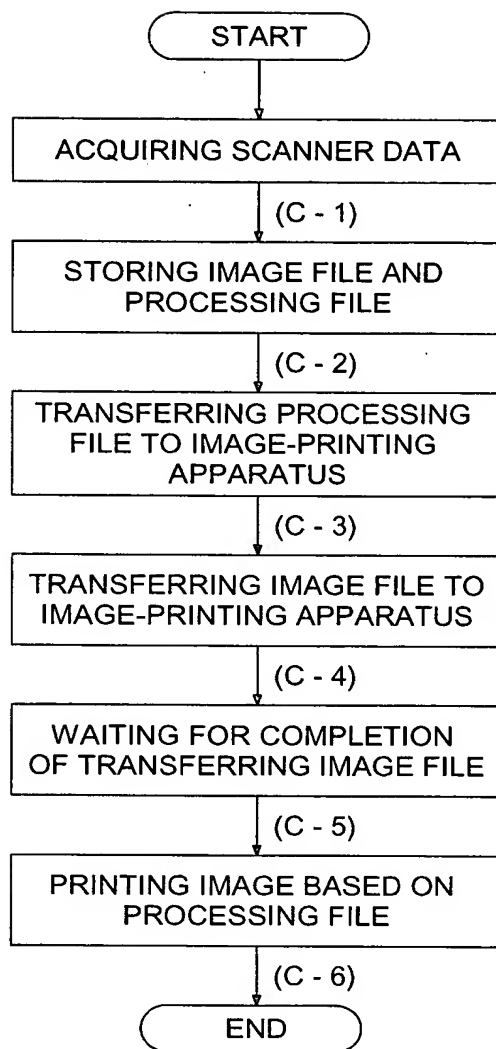 START
ACQUIRING SCANNER DATA
(C - 1)
STORING IMAGE FILE AND
PROCESSING FILE
(C - 2)
TRANSFERRING PROCESSING
FILE TO IMAGE-PRINTING
APPARATUS
(C - 3)
TRANSFERRING IMAGE FILE TO
IMAGE-PRINTING APPARATUS
(C - 4)
WAITING FOR COMPLETION
OF TRANSFERRING IMAGE FILE
(C - 5)
PRINTING IMAGE BASED ON
PROCESSING FILE
(C - 6)
END